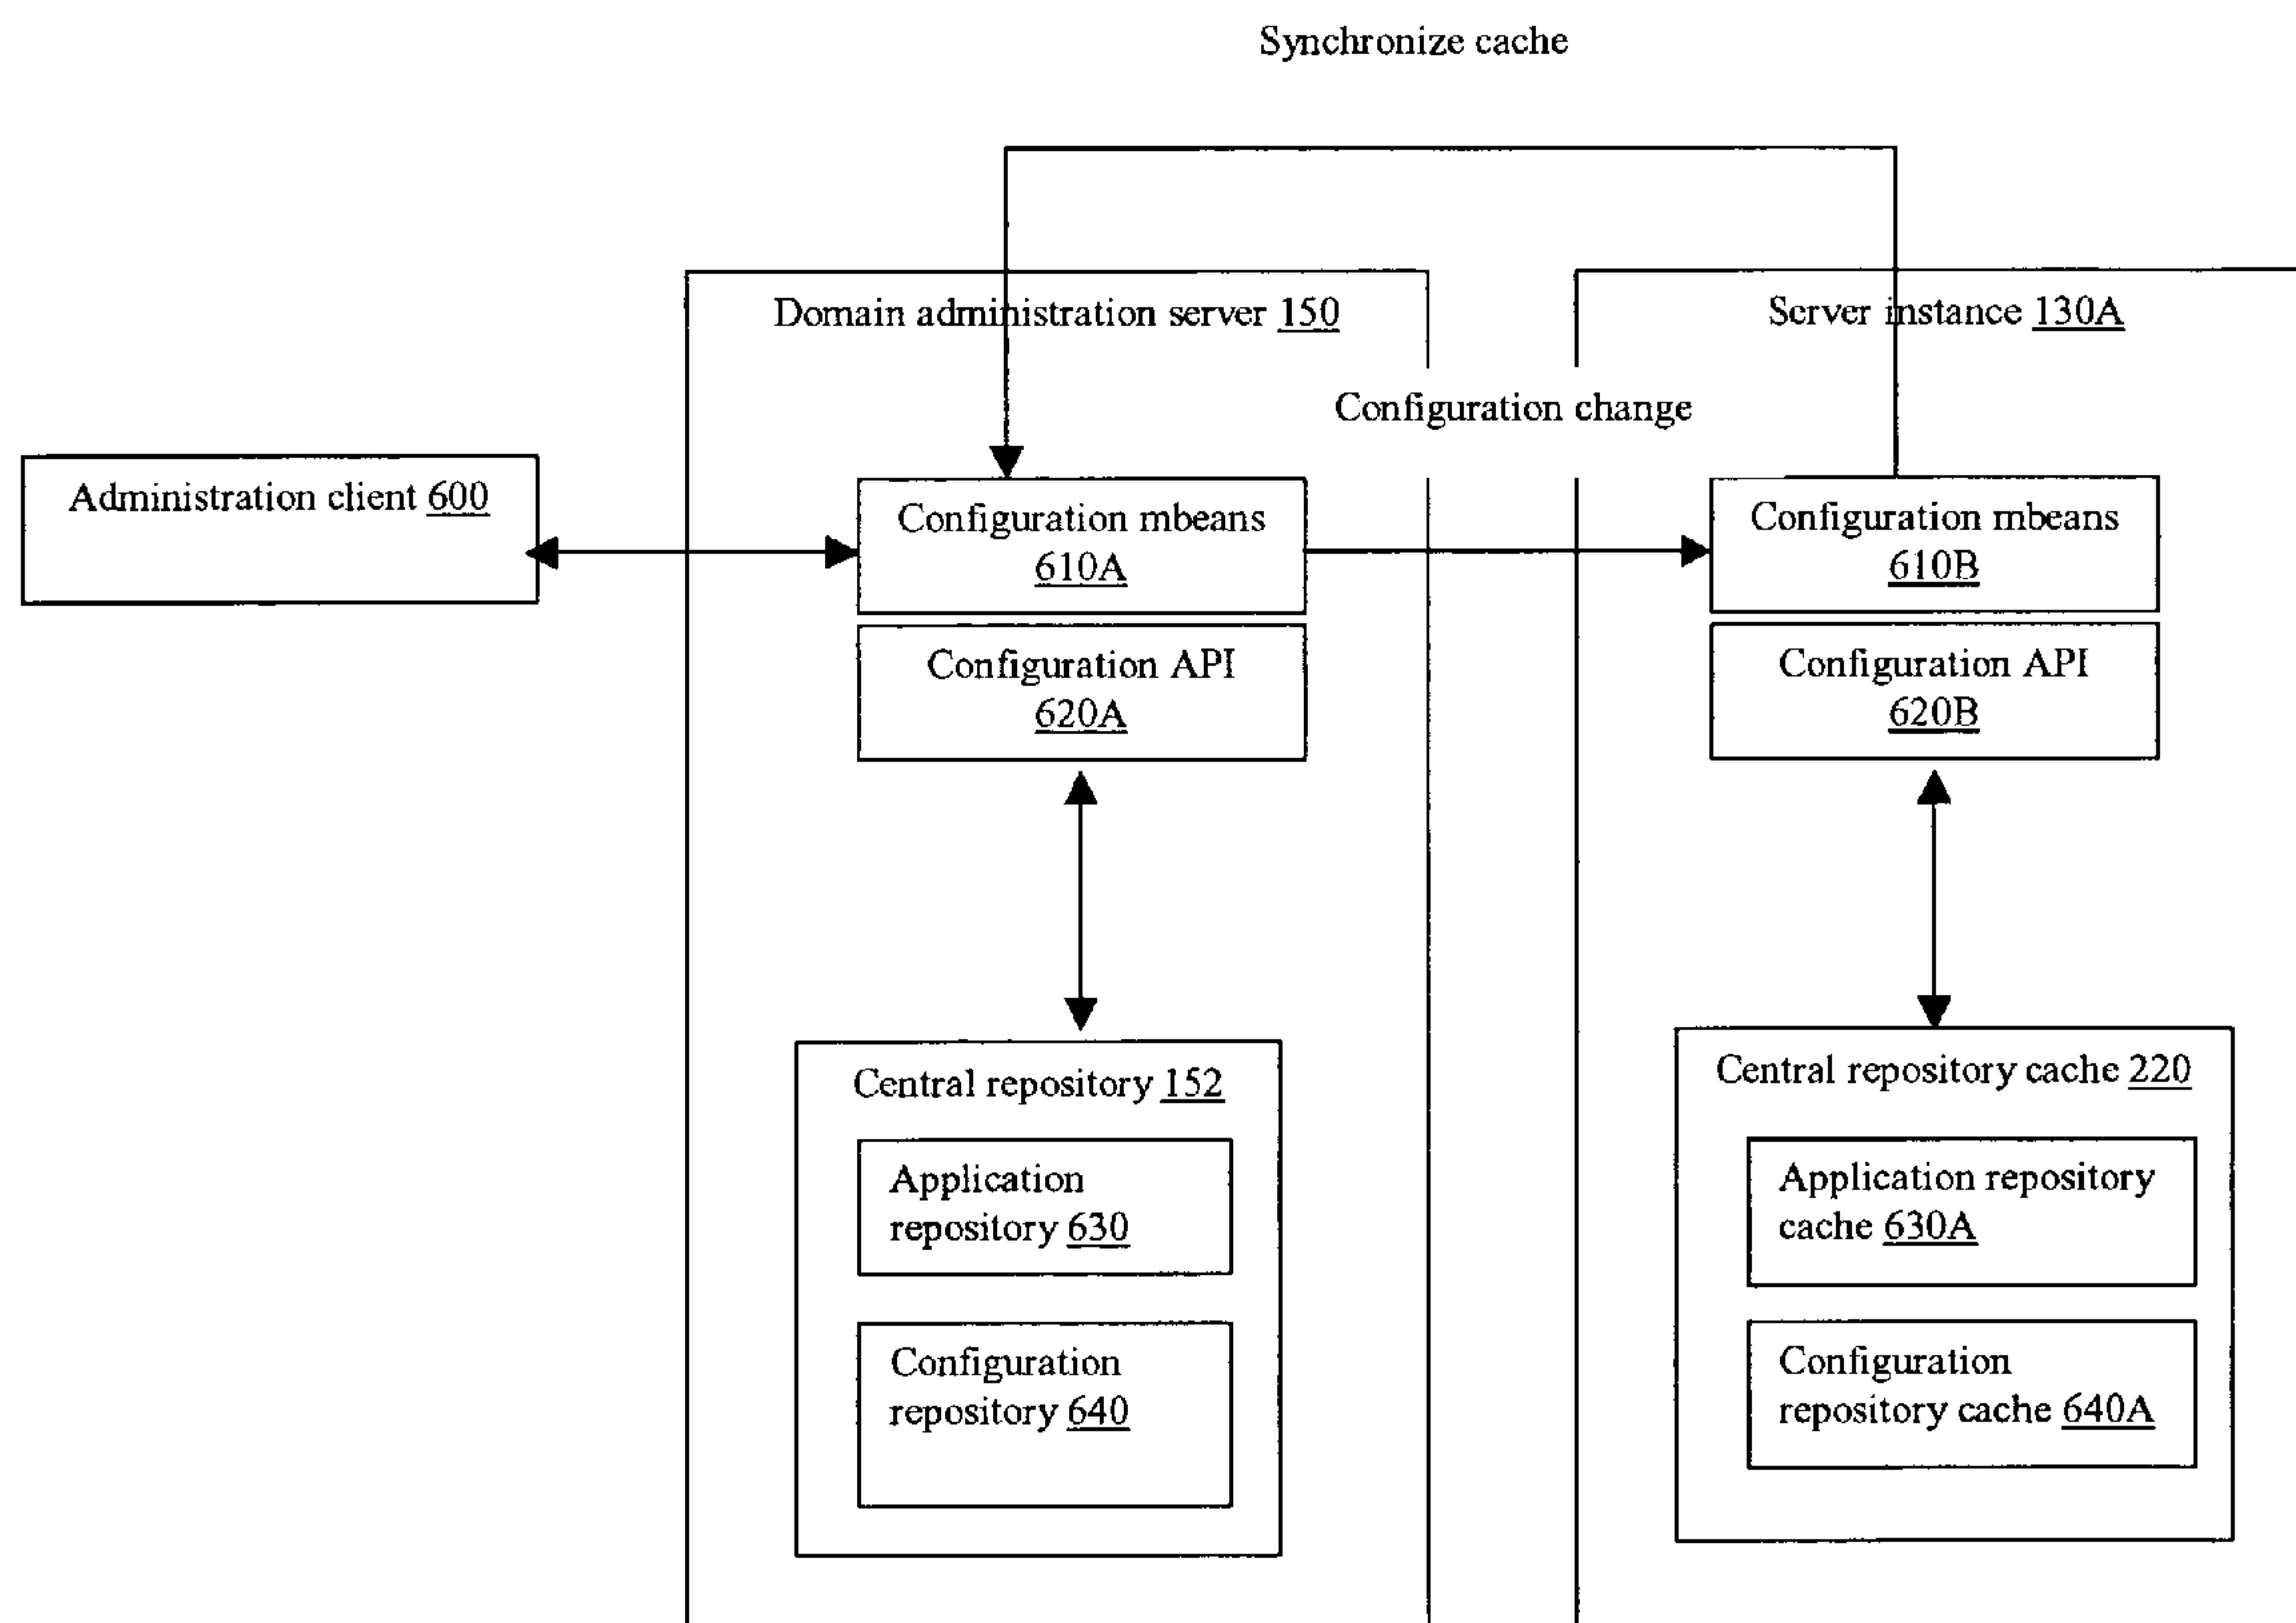 Synchronize cache
Domain administration server 150
Server instance 130A
Configuration change
Administration client 600
Configuration mbeans
610A
Configuration mbeans
610B
Configuration API
620A
Configuration API
620B
Central repository 152
Application
repository 630
Configuration
repository 640
Central repository cache 220
Application repository
cache 630A
Configuration
repository cache 640A